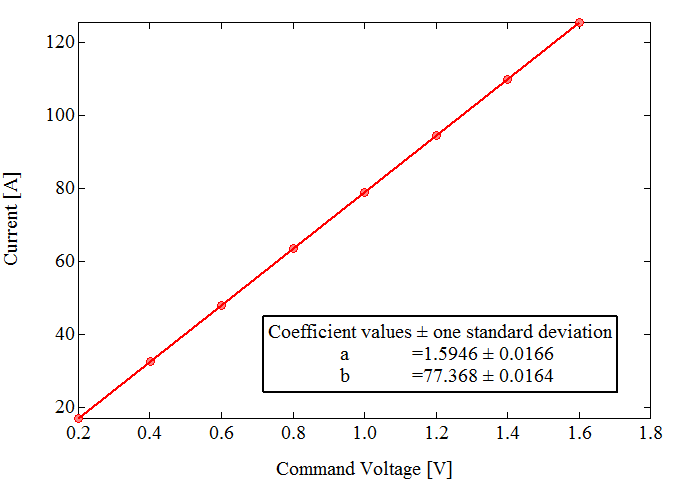 120
100
80
60
40
20
Current [A]
Coefficient values ± one standard deviation
a =1.5946 ± 0.0166
b =77.368 ± 0.0164
0.2 0.4 0.6 0.8 1.0 1.2 1.4 1.6 1.8
Command Voltage [V]